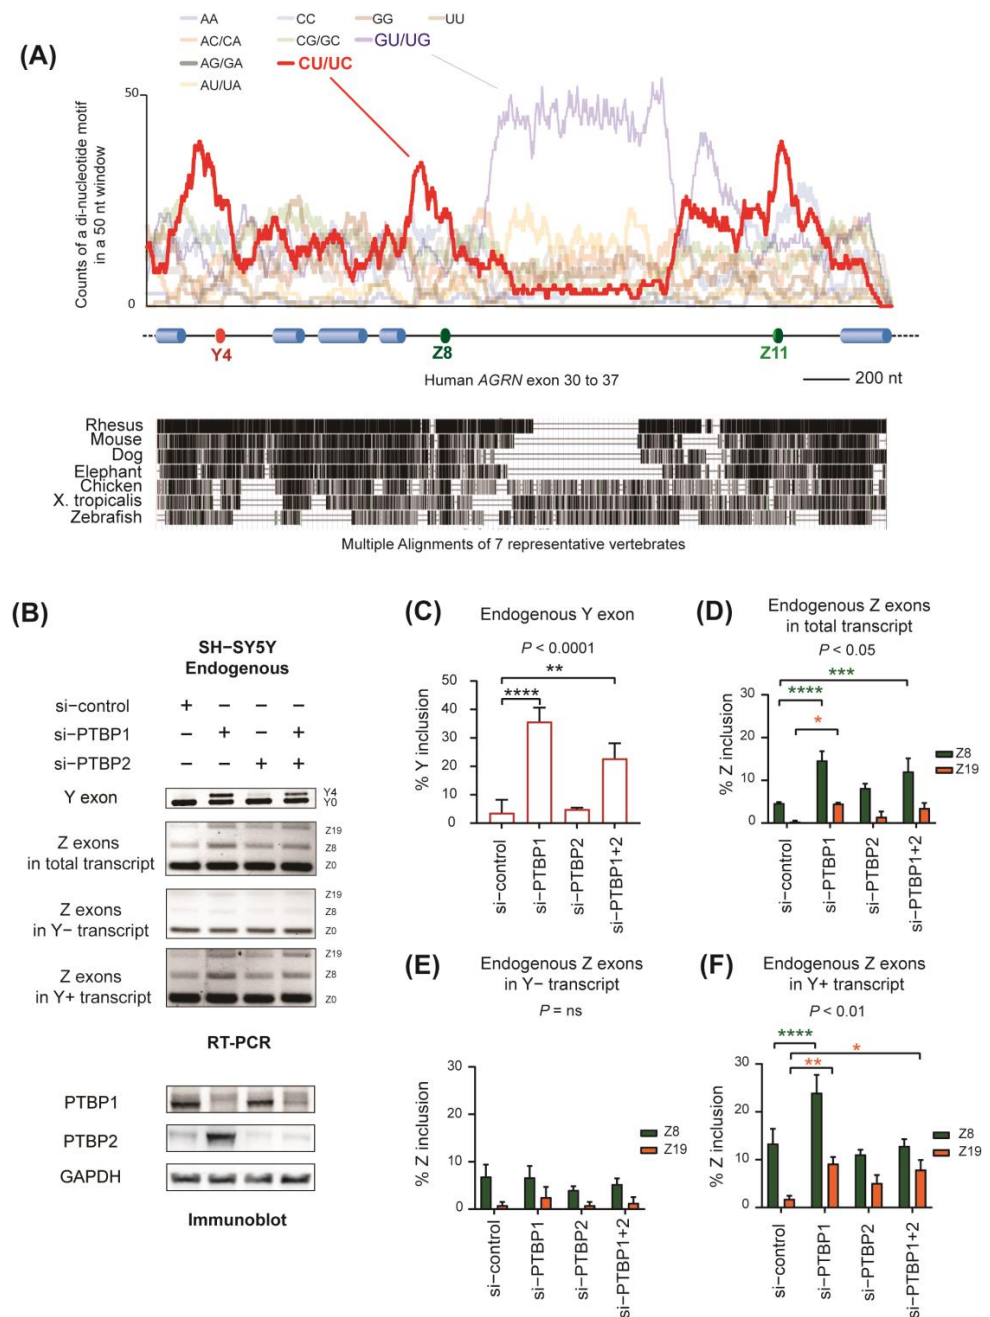 (A)
AA
CC
GG
UU
AC/CA
CG/GC
GU/UG
AG/GA
CU/UC
AU/UA
Counts of a di-nucleotide motif
in a 50 nt window
50
0
Y4
Z8
Z11
Human AGRN exon 30 to 37
200 nt
Rhesus
Mouse
Dog
Elephant
Chicken
X. tropicalis
Zebrafish
Multiple Alignments of 7 representative vertebrates
(B)
SH-SY5Y
Endogenous
si-control
+ − − −
si-PTBP1
− + − +
si-PTBP2
− − + +
Y exon
Y4
Y0
Z exons
in total transcript
Z19
Z8
Z0
Z exons
in Y− transcript
Z19
Z8
Z0
Z exons
in Y+ transcript
Z19
Z8
Z0
RT-PCR
PTBP1
PTBP2
GAPDH
Immunoblot
(C)
Endogenous Y exon
P < 0.0001
**
****
% Y inclusion
50
40
30
20
10
0
si-control
si-PTBP1
si-PTBP2
si-PTBP1+2
(D)
Endogenous Z exons
in total transcript
P < 0.05
***
****
*
% Z inclusion
30
20
10
0
Z8
Z19
si-control
si-PTBP1
si-PTBP2
si-PTBP1+2
(E)
Endogenous Z exons
in Y− transcript
P = ns
% Z inclusion
30
20
10
0
Z8
Z19
si-control
si-PTBP1
si-PTBP2
si-PTBP1+2
(F)
Endogenous Z exons
in Y+ transcript
P < 0.01
****
*
**
% Z inclusion
30
20
10
0
Z8
Z19
si-control
si-PTBP1
si-PTBP2
si-PTBP1+2